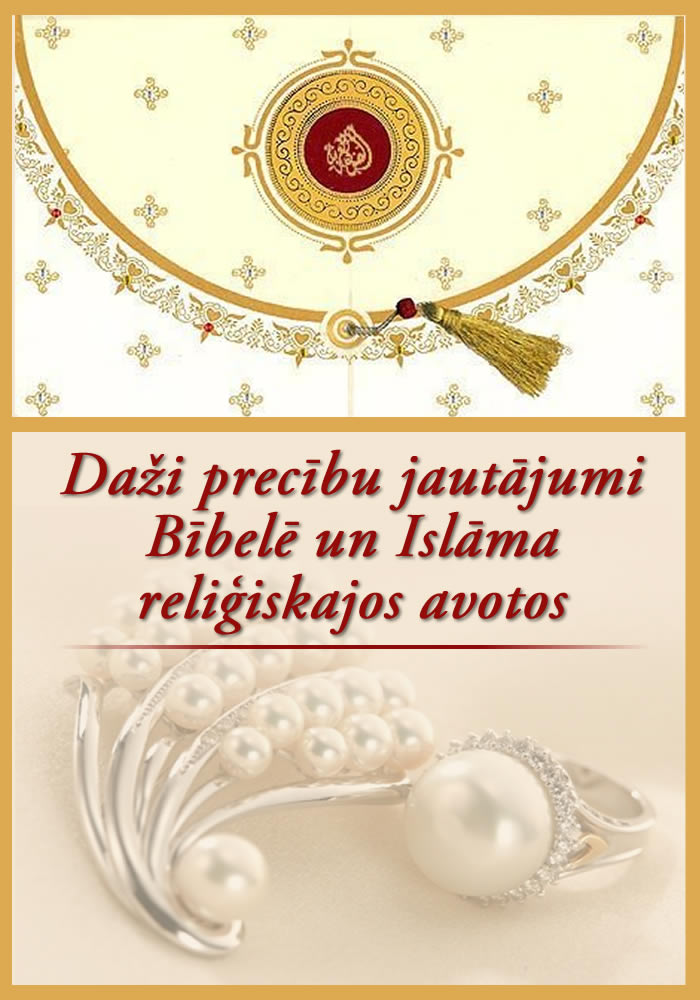 Daži precību jautājumi
Bībelē un Islāma
reliģiskajos avotos